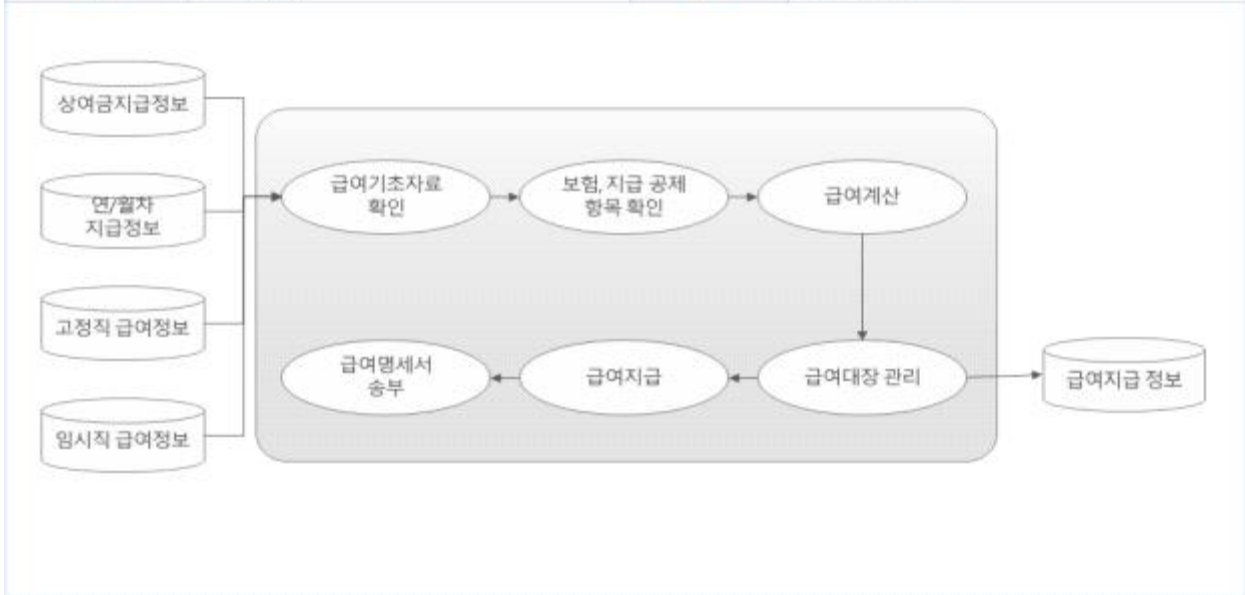 상여금지급정보
연/월차
지급정보
고정직 급여정보
임시직 급여정보
급여기초자료
확인
보험, 지급 공제
항목 확인
급여계산
급여명세서
송부
급여지급
급여대장 관리
급여지급 정보